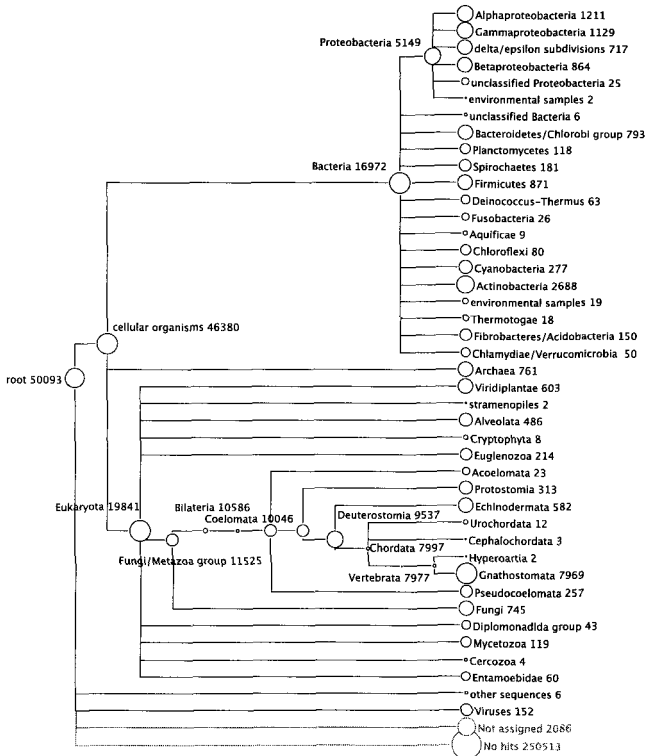 Alphaproteobacteria 1211
Gammaproteobacteria 1129
Proteobacteria 5149
delta/epsilon subdivisions 717
Betaproteobacteria 864
unclassified Proteobacteria 25
environmental samples 2
unclassified Bacteria 6
Bacteroidetes/Chlorobi group 793
Planctomycetes 118
Bacteria 16972
Spirochaetes 181
Firmicutes 871
Deinococcus-Thermus 63
Fusobacteria 26
Aquificae 9
Chloroflexi 80
Cyanobacteria 277
Actinobacteria 2688
environmental samples 19
Thermotogae 18
cellular organisms 46380
Fibrobacteres/Acidobacteria 150
Chlamydiae/Verrucomicrobia 50
Archaea 761
root 50093
Viridiplantae 603
stramenopiles 2
Alveolata 486
Cryptophyta 8
Euglenozoa 214
Acoelomata 23
Protostomia 313
Eukaryota 19841
Bilateria 10586
Echinodermata 582
Coelomata 10046
Deuterostomia 9537
Urochordata 12
Cephalochordata 3
Chordata 7997
Hyperoartia 2
Fungi/Metazoa group 11525
Vertebrata 7977
Gnathostomata 7969
Pseudocoelomata 257
Fungi 745
Diplomonadida group 43
Mycetozoa 119
Cercozoa 4
Entamoebidae 60
other sequences 6
Viruses 152
Not assigned 2086
No hits 250513